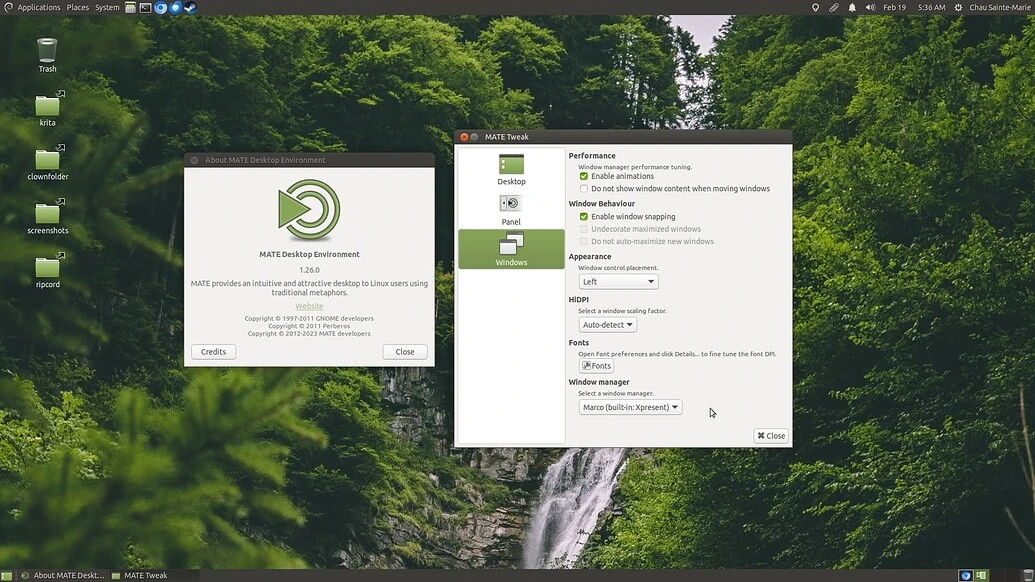 Applications Places System
Feb 19 5:36 AM Chau Sainte-Marie
Trash
krita
clownfolder
screenshots
ripcord
About MATE Desktop Environment
MATE Desktop Environment
1.26.0
MATE provides an intuitive and attractive desktop to Linux users using
traditional metaphors.
Website
Copyright © 1997-2011 GNOME developers
Copyright © 2011 Perberos
Copyright © 2012-2023 MATE developers
Credits Close
MATE Tweak
Desktop
Panel
Windows
Performance
Window manager performance tuning.
Enable animations
Do not show window content when moving windows
Window Behaviour
Enable window snapping
Undecorate maximized windows
Do not auto-maximize new windows
Appearance
Window control placement.
Left
HiDPI
Select a window scaling factor.
Auto-detect
Fonts
Open Font preferences and click Details... to fine tune the font DPI.
Fonts
Window manager
Select a window manager.
Marco (built-in: Xpresent)
Close
About MATE Deskt... MATE Tweak